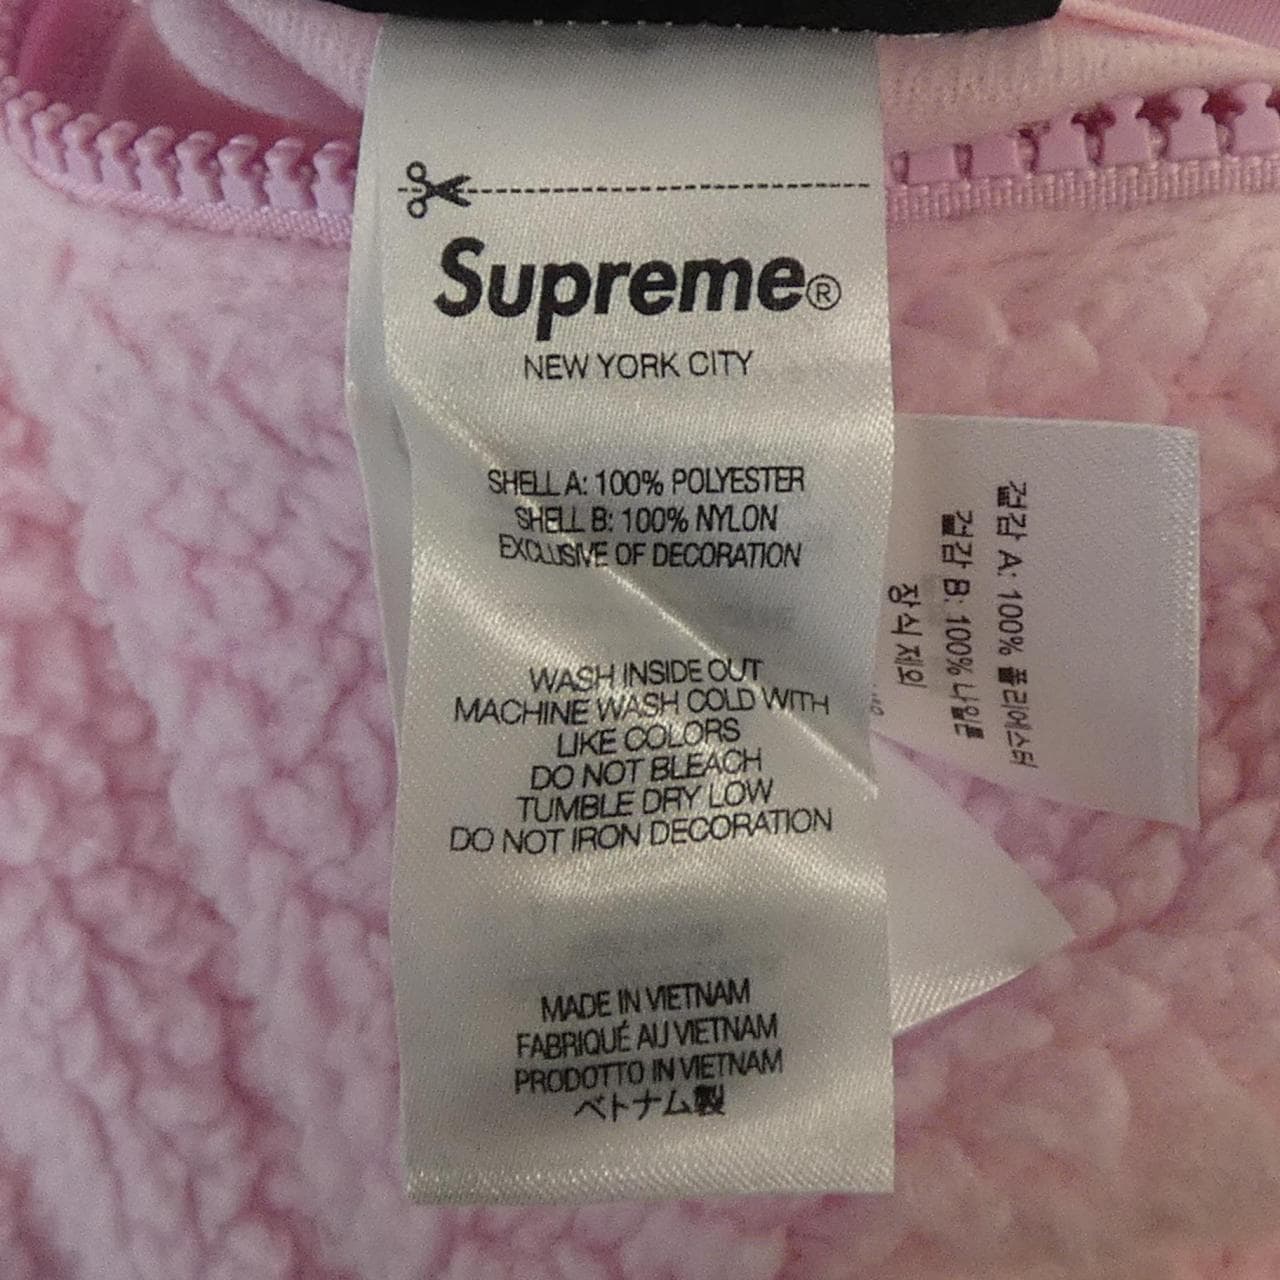 Supreme®
NEW YORK CITY
SHELL A: 100% POLYESTER
SHELL B: 100% NYLON
EXCLUSIVE OF DECORATION
WASH INSIDE OUT
MACHINE WASH COLD WITH
LIKE COLORS
DO NOT BLEACH
TUMBLE DRY LOW
DO NOT IRON DECORATION
MADE IN VIETNAM
FABRIQUÉ AU VIETNAM
PRODOTTO IN VIETNAM
ベトナム製
겉감 A: 100% 폴리에스터
겉감 B: 100% 나일론
장식 제외